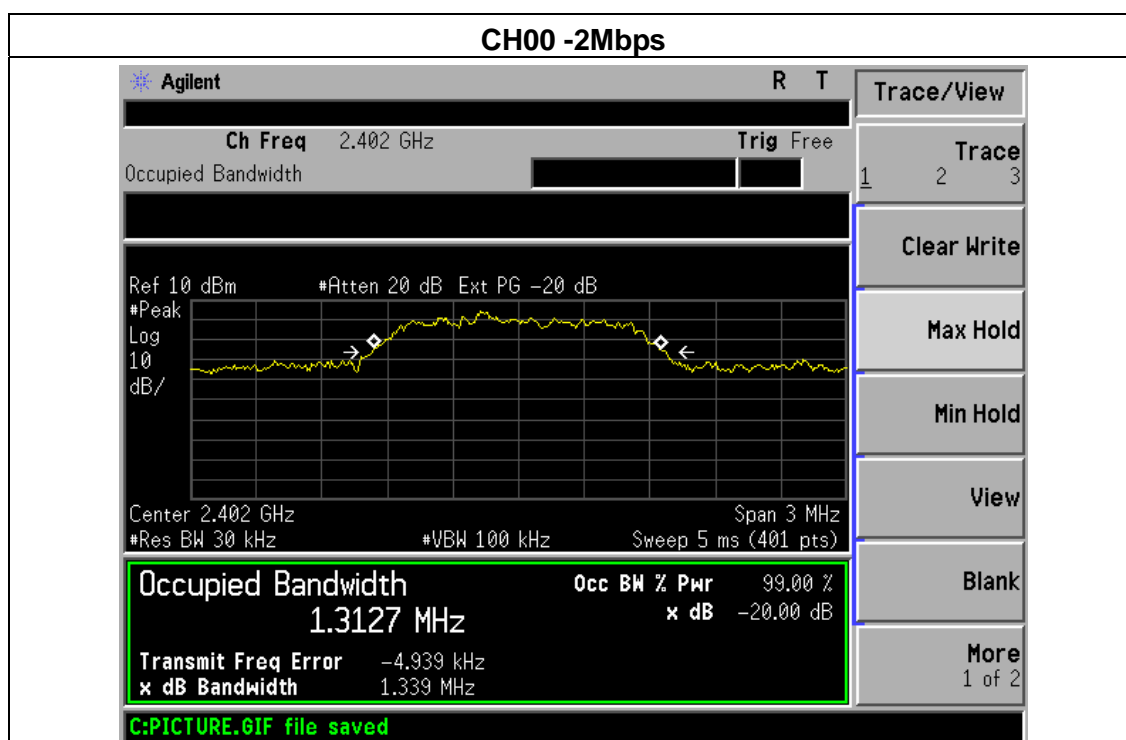 CH00 -2Mbps
Agilent R T
Trace/View
Ch Freq 2.402 GHz Trig Free
Occupied Bandwidth
Trace
1 2 3
Clear Write
Max Hold
Min Hold
View
Blank
More
1 of 2
Ref 10 dBm #Atten 20 dB Ext PG -20 dB
#Peak
Log
10
dB/
Center 2.402 GHz Span 3 MHz
#Res BW 30 kHz #VBW 100 kHz Sweep 5 ms (401 pts)
Occupied Bandwidth Occ BW % Pwr 99.00 %
1.3127 MHz x dB -20.00 dB
Transmit Freq Error -4.939 kHz
x dB Bandwidth 1.339 MHz
C:PICTURE.GIF file saved